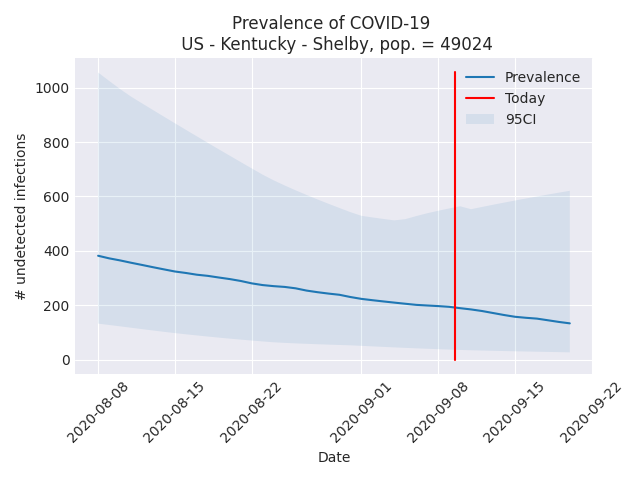 Prevalence of COVID-19
US - Kentucky - Shelby, pop. = 49024
Prevalence
Today
95CI
# undetected infections
1000
800
600
400
200
0
2020-08-08
2020-08-15
2020-08-22
2020-09-01
2020-09-08
2020-09-15
2020-09-22
Date